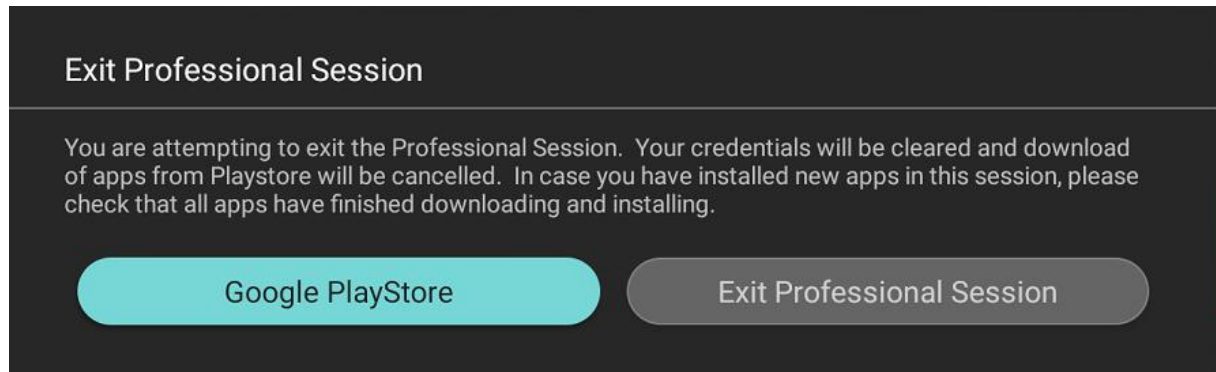 Exit Professional Session
You are attempting to exit the Professional Session.  Your credentials will be cleared and download
of apps from Playstore will be cancelled.  In case you have installed new apps in this session, please
check that all apps have finished downloading and installing.
Google PlayStore
Exit Professional Session